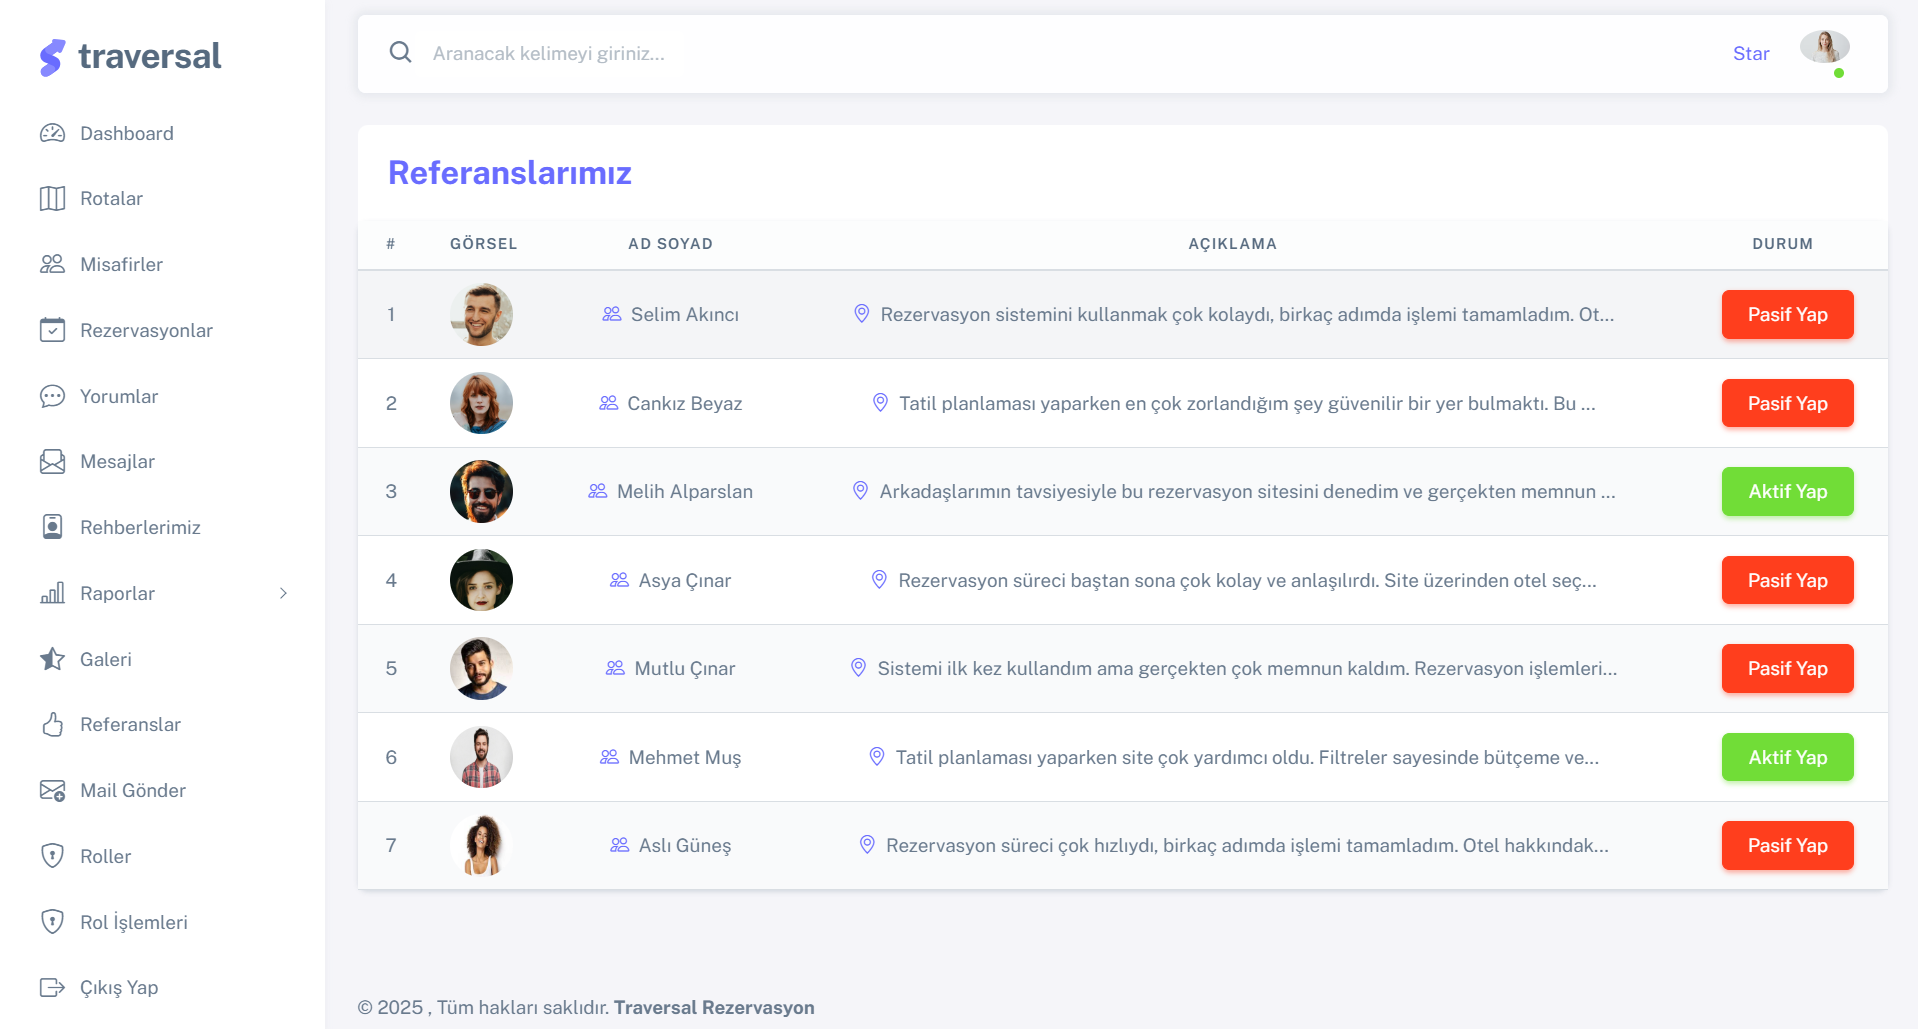 traversal
Dashboard
Rotalar
Misafirler
Rezervasyonlar
Yorumlar
Mesajlar
Rehberlerimiz
Raporlar
Galeri
Referanslar
Mail Gönder
Roller
Rol İşlemleri
Çıkış Yap
Aranacak kelimeyi giriniz...
Star
Referanslarımız
# GÖRSEL AD SOYAD AÇIKLAMA DURUM
1 Selim Akıncı Rezervasyon sistemini kullanmak çok kolaydı, birkaç adımda işlemi tamamladım. Ot... Pasif Yap
2 Cankız Beyaz Tatil planlaması yaparken en çok zorlandığım şey güvenilir bir yer bulmaktı. Bu ... Pasif Yap
3 Melih Alparslan Arkadaşlarımın tavsiyesiyle bu rezervasyon sitesini denedim ve gerçekten memnun ... Aktif Yap
4 Asya Çınar Rezervasyon süreci baştan sona çok kolay ve anlaşılırdı. Site üzerinden otel seç... Pasif Yap
5 Mutlu Çınar Sistemi ilk kez kullandım ama gerçekten çok memnun kaldım. Rezervasyon işlemleri... Pasif Yap
6 Mehmet Muş Tatil planlaması yaparken site çok yardımcı oldu. Filtreler sayesinde bütçeme ve... Aktif Yap
7 Aslı Güneş Rezervasyon süreci çok hızlıydı, birkaç adımda işlemi tamamladım. Otel hakkındak... Pasif Yap
© 2025 , Tüm hakları saklıdır. Traversal Rezervasyon